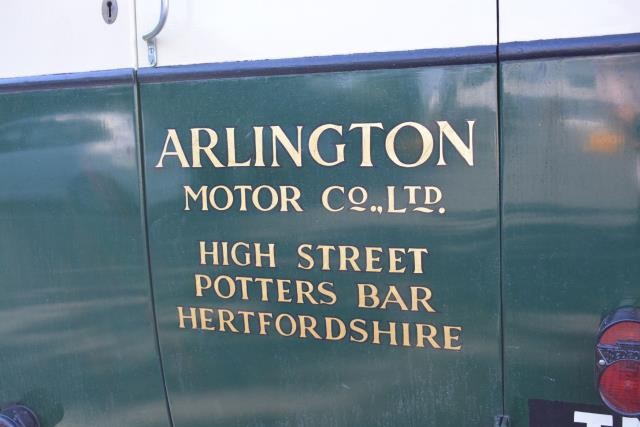 ARLINGTON
MOTOR CO., LTD.
HIGH STREET
POTTERS BAR
HERTFORDSHIRE